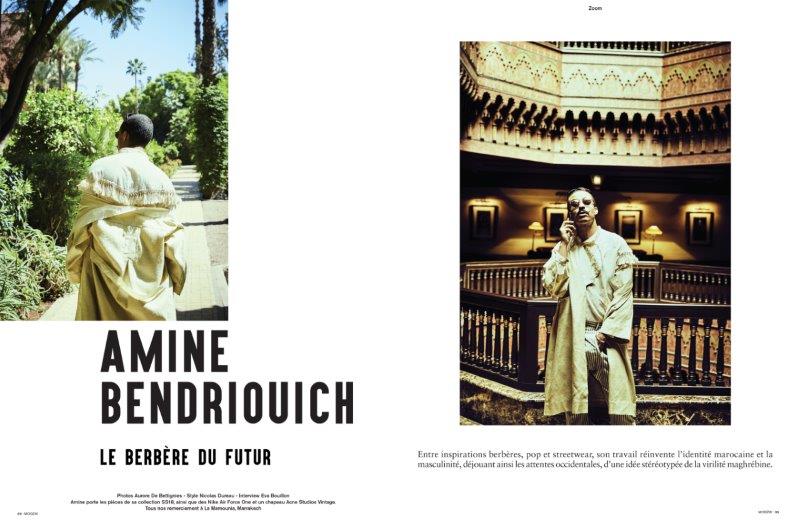 Zoom
AMINE
BENDRIOUICH
LE BERBÈRE DU FUTUR
Entre inspirations berbères, pop et streetwear, son travail réinvente l'identité marocaine et la
masculinité, déjouant ainsi les attentes occidentales, d'une idée stéréotypée de la virilité maghrébine.
Photos Aurore De Bettignies - Style Nicolas Dureau - Interview Eva Bouillon
Amine porte les pièces de sa collection SS18, ainsi que des Nike Air Force One et un chapeau Acne Studios Vintage.
Tous nos remerciement à La Mamounia, Marrakech